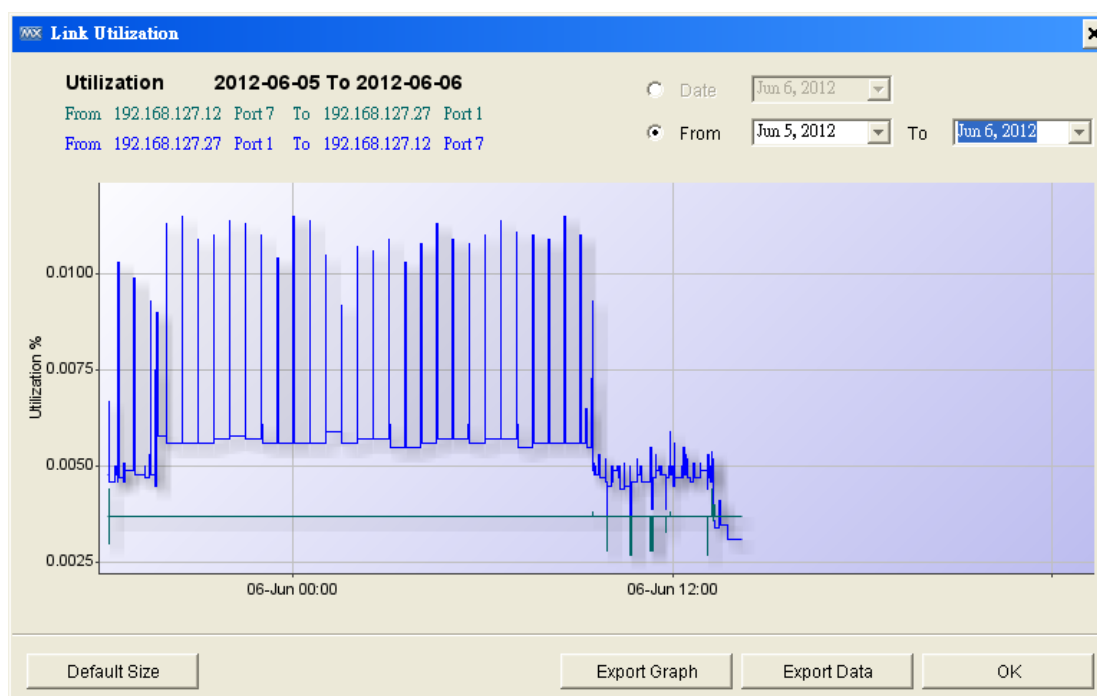 MX Link Utilization
Utilization 2012-06-05 To 2012-06-06
From 192.168.127.12 Port 7 To 192.168.127.27 Port 1
From 192.168.127.27 Port 1 To 192.168.127.12 Port 7
Date Jun 6, 2012
From Jun 5, 2012 To Jun 6, 2012
Utilization %
0.0100
0.0075
0.0050
0.0025
06-Jun 00:00 06-Jun 12:00
Default Size Export Graph Export Data OK